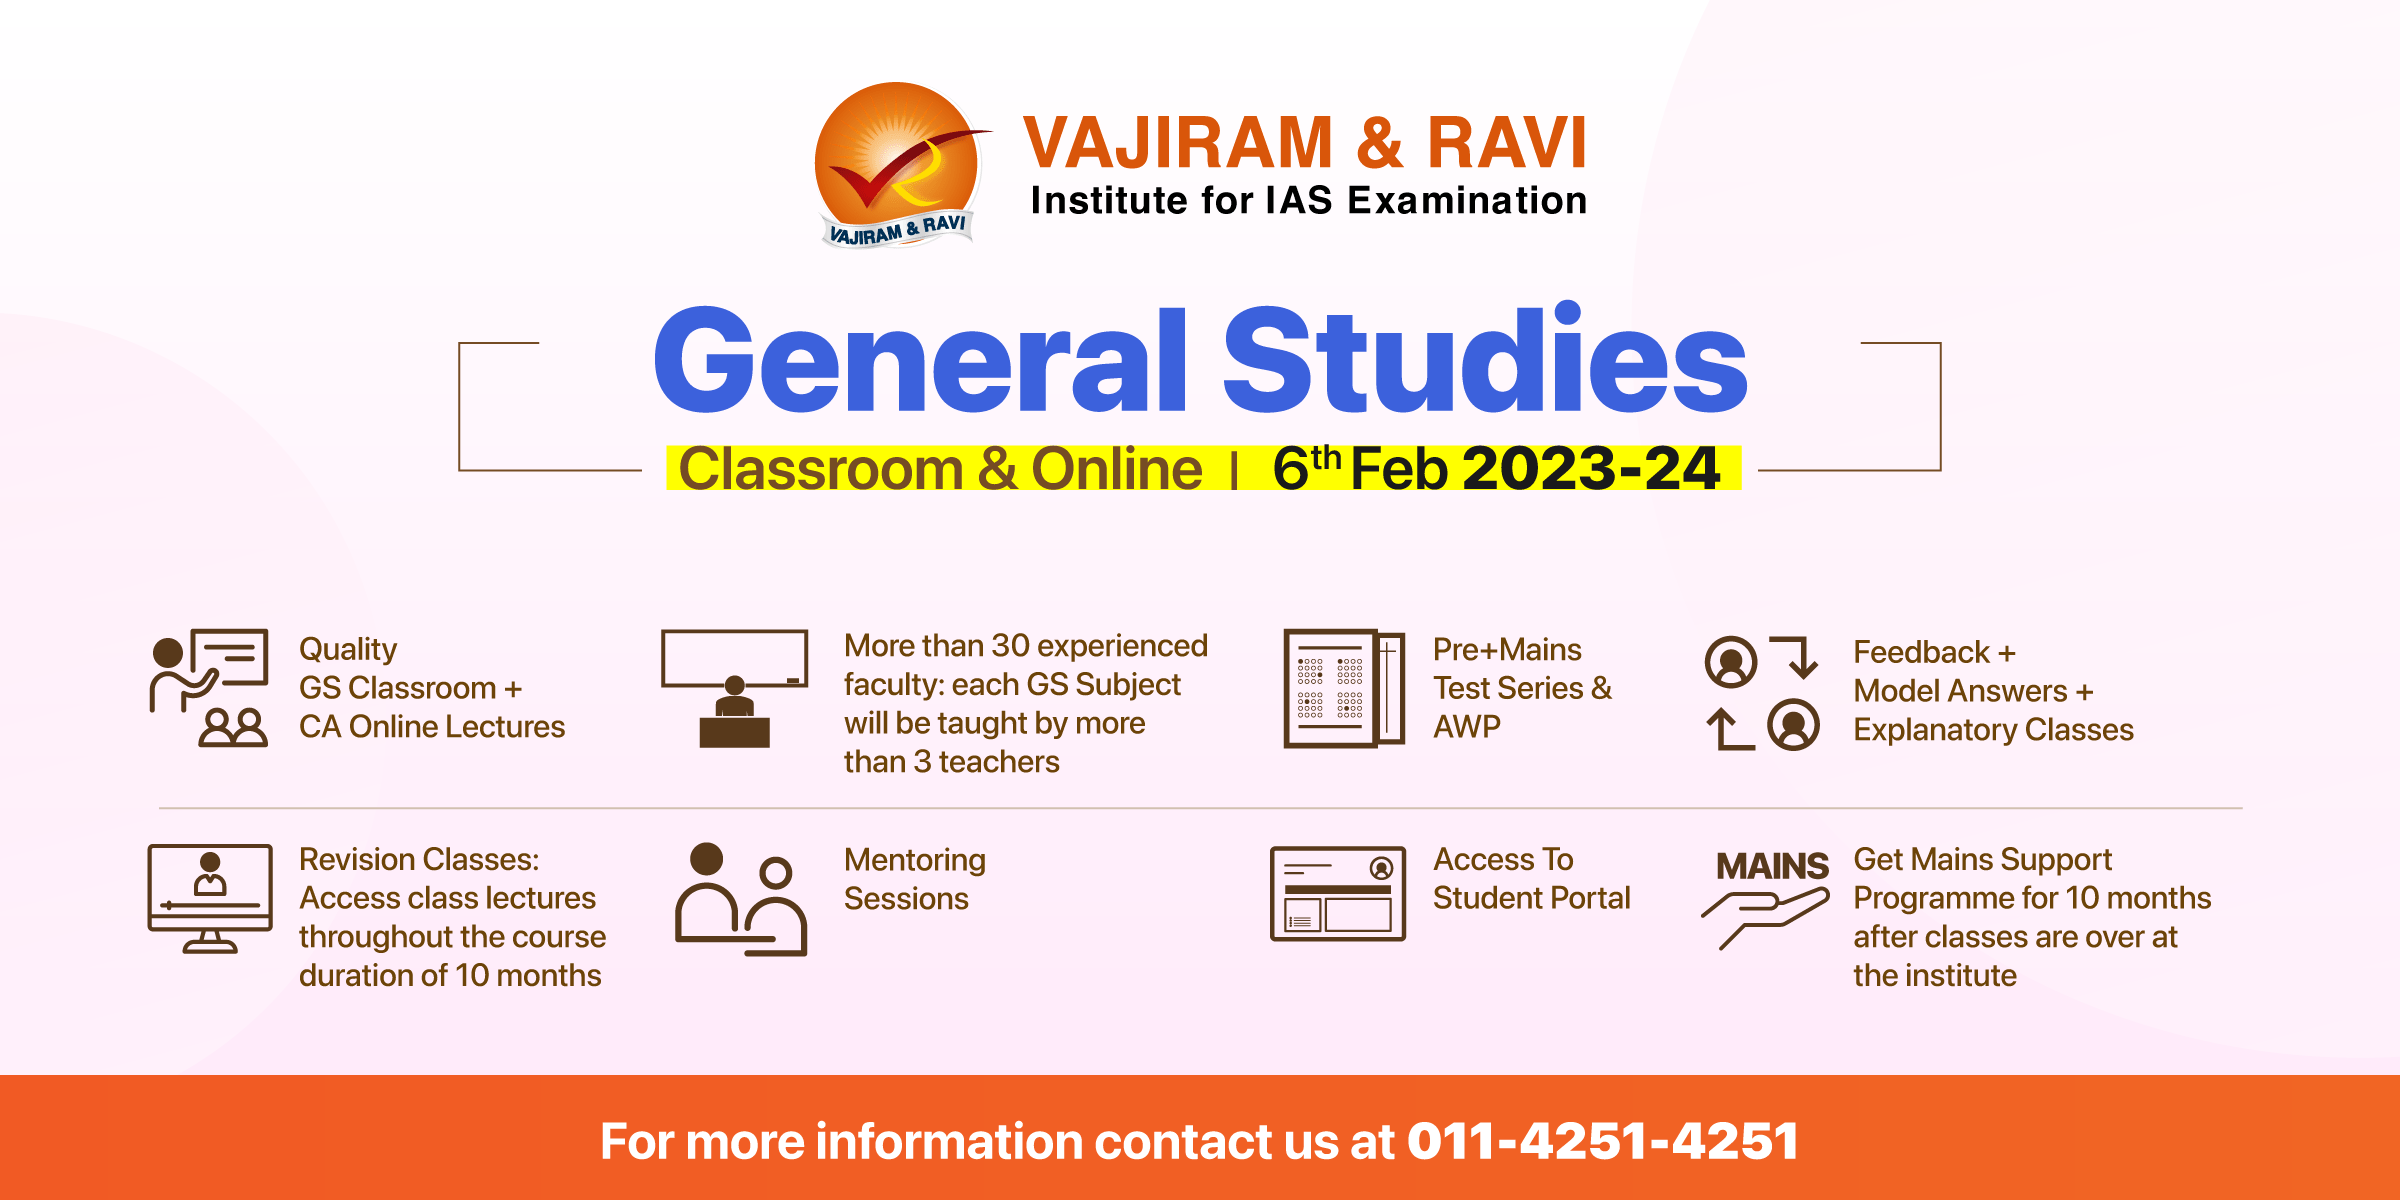 VAJIRAM & RAVI
Institute for IAS Examination
VAJIRAM & RAVI
General Studies
Classroom & Online | 6th Feb 2023-24
Quality
GS Classroom +
CA Online Lectures
More than 30 experienced
faculty: each GS Subject
will be taught by more
than 3 teachers
Pre+Mains
Test Series &
AWP
Feedback +
Model Answers +
Explanatory Classes
Revision Classes:
Access class lectures
throughout the course
duration of 10 months
Mentoring
Sessions
Access To
Student Portal
MAINS
Get Mains Support
Programme for 10 months
after classes are over at
the institute
For more information contact us at 011-4251-4251